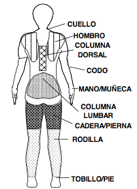 CUELLO
HOMBRO
COLUMNA
DORSAL
CODO
MANO/MUÑECA
COLUMNA
LUMBAR
CADERA/PIERNA
RODILLA
TOBILLO/PIE